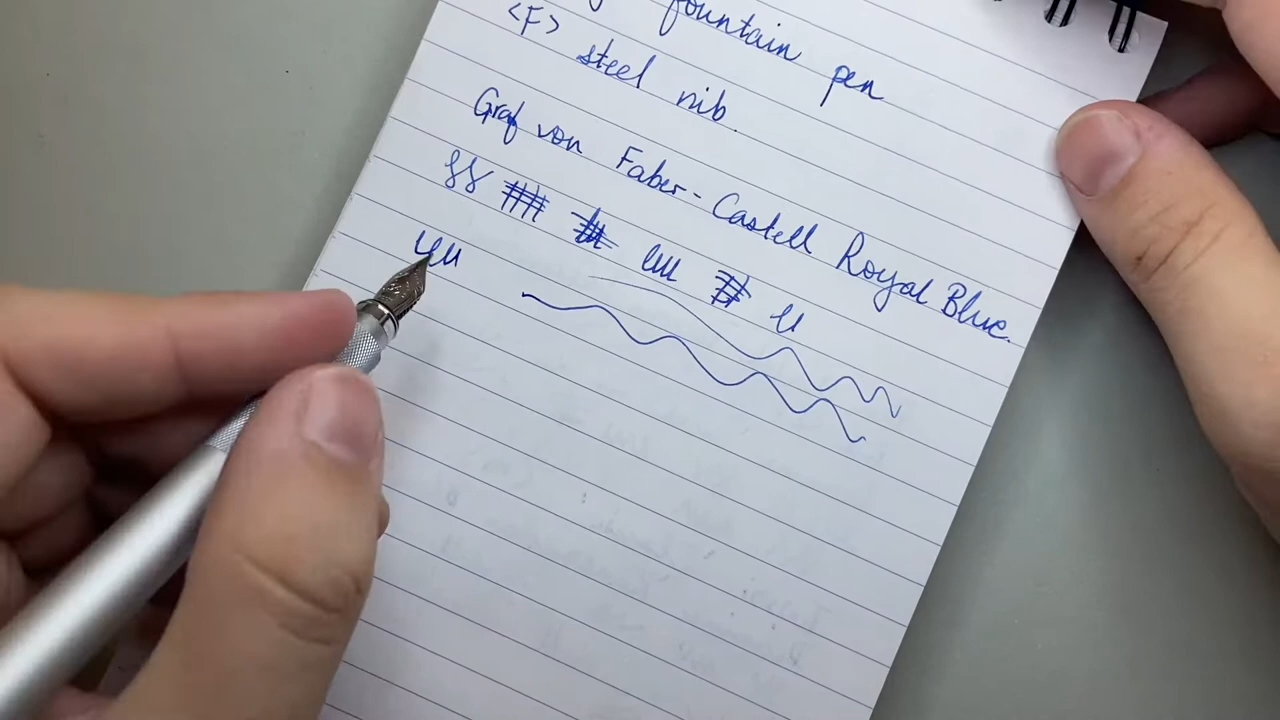 fountain pen
<F> steel nib.
Graf von Faber-Castell Royal Blue.